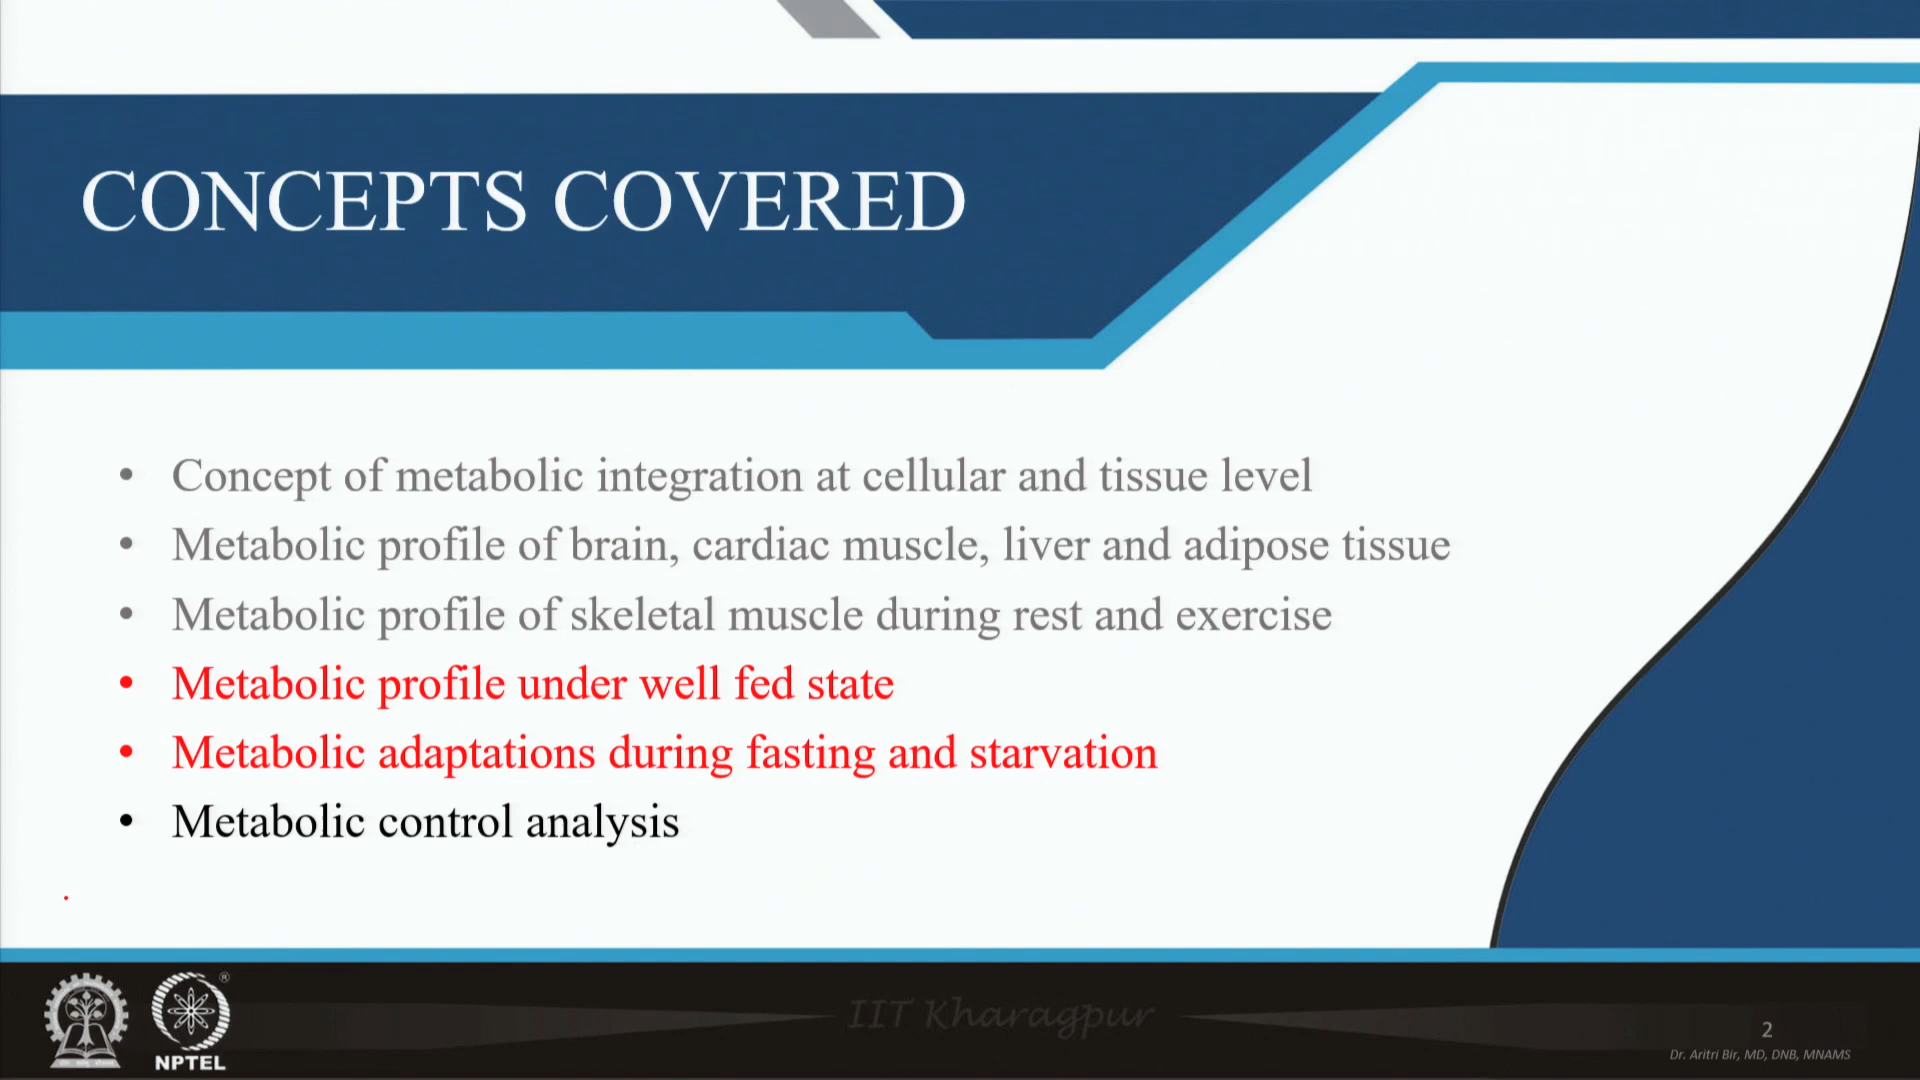 CONCEPTS COVERED
• Concept of metabolic integration at cellular and tissue level
• Metabolic profile of brain, cardiac muscle, liver and adipose tissue
• Metabolic profile of skeletal muscle during rest and exercise
• Metabolic profile under well fed state
• Metabolic adaptations during fasting and starvation
• Metabolic control analysis
IIT Kharagpur
®
NPTEL
2
Dr. Aritri Bir, MD, DNB, MNAMS